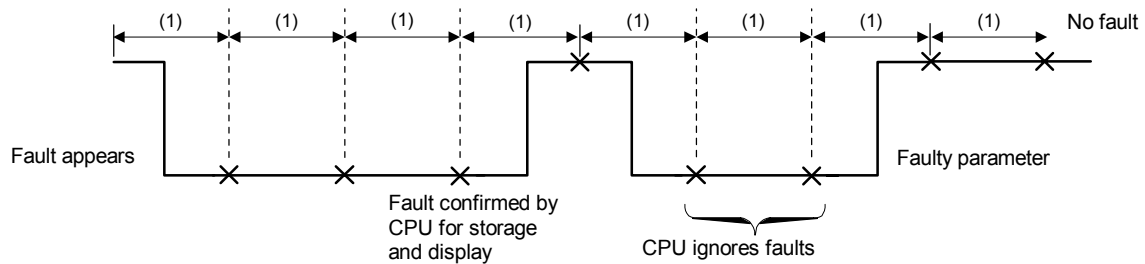 (1) (1) (1) (1) (1) (1) (1) (1) No fault
Fault appears
Faulty parameter
Fault confirmed by
CPU for storage
and display
CPU ignores faults